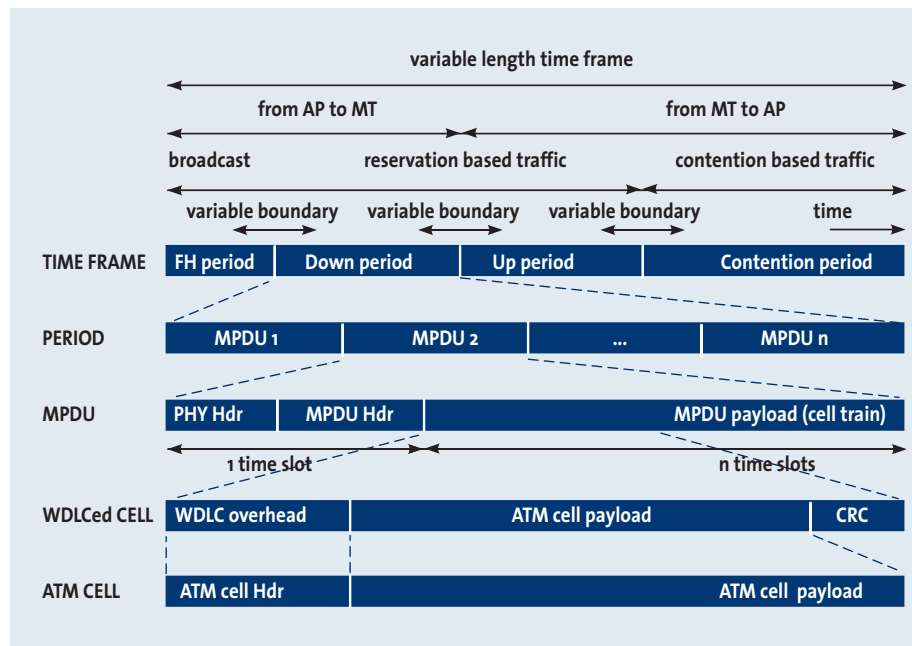 variable length time frame
from AP to MT from MT to AP
broadcast reservation based traffic contention based traffic
variable boundary variable boundary variable boundary time
TIME FRAME FH period Down period Up period Contention period
PERIOD MPDU 1 MPDU 2 ... MPDU n
MPDU PHY Hdr MPDU Hdr MPDU payload (cell train)
1 time slot n time slots
WDLCed CELL WDLC overhead ATM cell payload CRC
ATM CELL ATM cell Hdr ATM cell payload